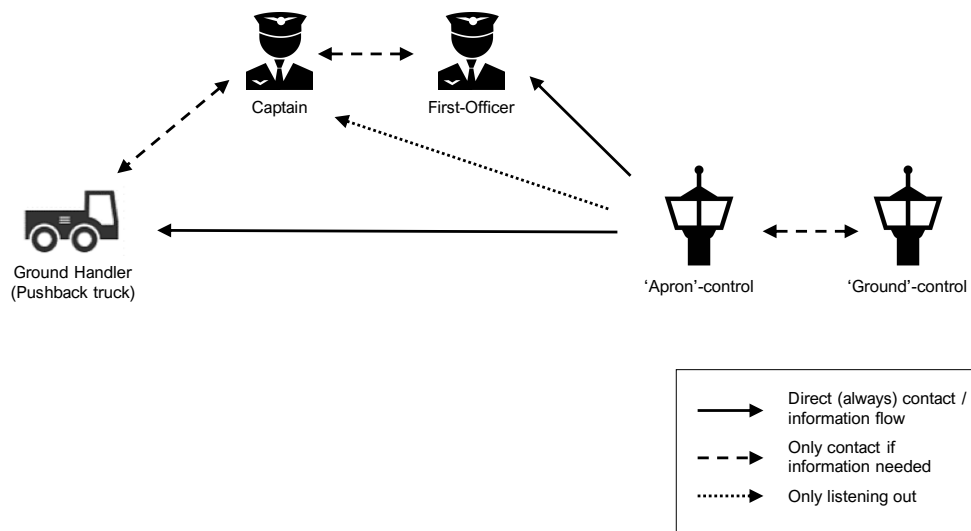 Captain
First-Officer
Ground Handler
(Pushback truck)
‘Apron’-control
‘Ground’-control
Direct (always) contact /
information flow
Only contact if
information needed
Only listening out